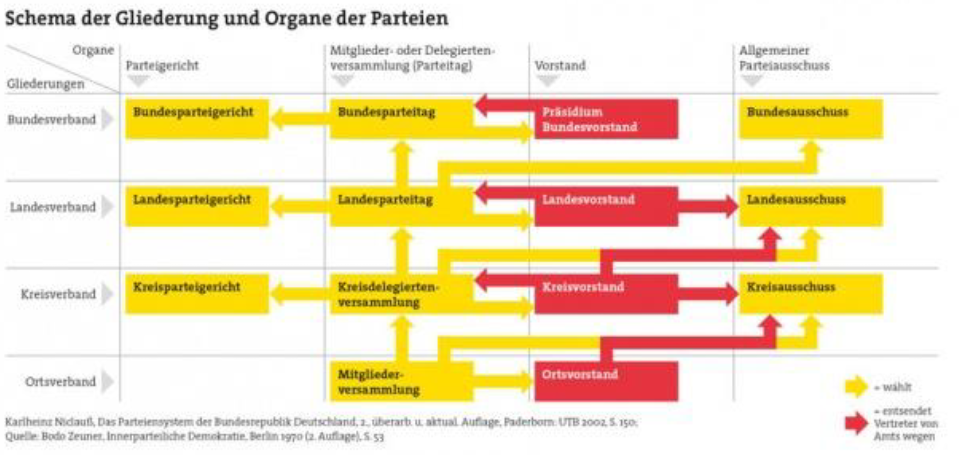 Schema der Gliederung und Organe der Parteien
Organe
Gliederungen
Parteigericht
Mitglieder- oder Delegierten-
versammlung (Parteitag)
Vorstand
Allgemeiner
Parteiausschuss
Bundesverband
Bundesparteigericht
Bundesparteitag
Präsidium
Bundesvorstand
Bundesausschuss
Landesverband
Landesparteigericht
Landesparteitag
Landesvorstand
Landesausschuss
Kreisverband
Kreisparteigericht
Kreisdelegierten-
versammlung
Kreisvorstand
Kreisausschuss
Ortsverband
Mitglieder-
versammlung
Ortsvorstand
= wählt
= entsendet
Vertreter von
Amts wegen
Karlheinz Niclauß, Das Parteiensystem der Bundesrepublik Deutschland, 2., überarb. u. aktual. Auflage, Paderborn: UTB 2002, S. 150;
Quelle: Bodo Zeuner, Innerparteiliche Demokratie, Berlin 1970 (2. Auflage), S. 53